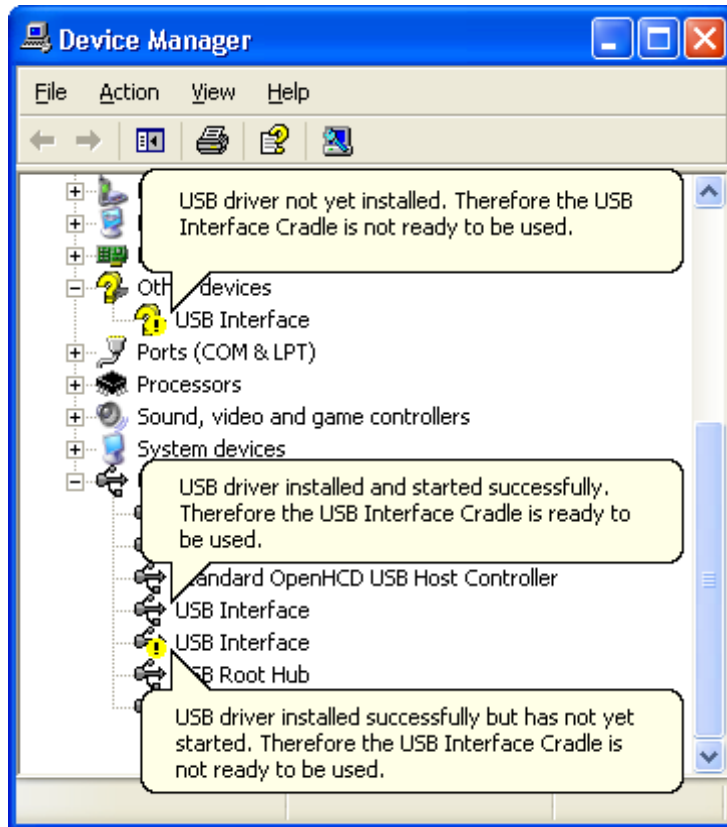 Device Manager
File Action View Help
USB driver not yet installed. Therefore the USB
Interface Cradle is not ready to be used.
Other devices
USB Interface
Ports (COM & LPT)
Processors
Sound, video and game controllers
System devices
USB driver installed and started successfully.
Therefore the USB Interface Cradle is ready to
be used.
Standard OpenHCD USB Host Controller
USB Interface
USB Interface
USB Root Hub
USB driver installed successfully but has not yet
started. Therefore the USB Interface Cradle is
not ready to be used.